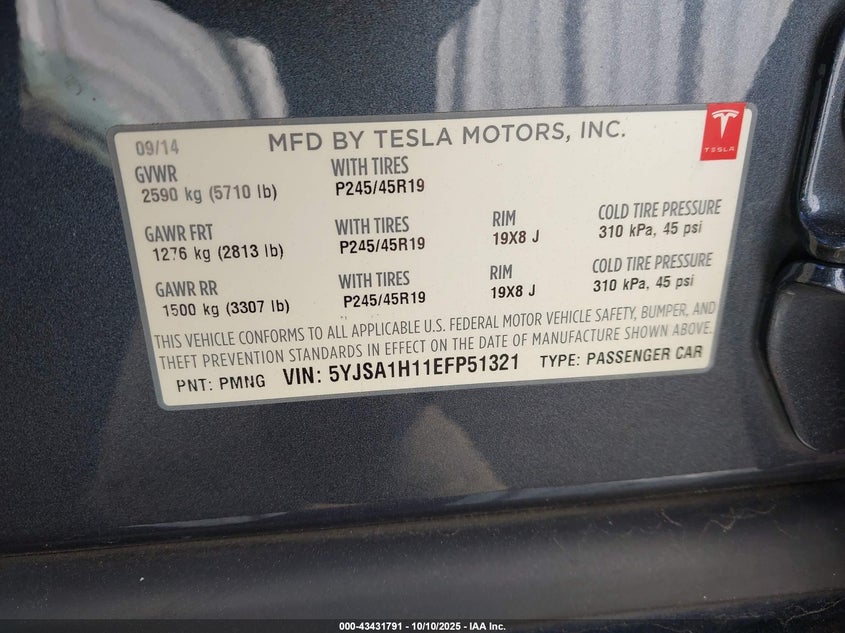 09/14 MFD BY TESLA MOTORS, INC.
TESLA
GVWR WITH TIRES
2590 kg (5710 lb) P245/45R19
GAWR FRT WITH TIRES RIM COLD TIRE PRESSURE
1276 kg (2813 lb) P245/45R19 19X8 J 310 kPa, 45 psi
GAWR RR WITH TIRES RIM COLD TIRE PRESSURE
1500 kg (3307 lb) P245/45R19 19X8 J 310 kPa, 45 psi
THIS VEHICLE CONFORMS TO ALL APPLICABLE U.S. FEDERAL MOTOR VEHICLE SAFETY, BUMPER, AND
THEFT PREVENTION STANDARDS IN EFFECT ON THE DATE OF MANUFACTURE SHOWN ABOVE.
PNT: PMNG VIN: 5YJSA1H11EFP51321 TYPE: PASSENGER CAR
000-43431791 - 10/10/2025 - IAA Inc.